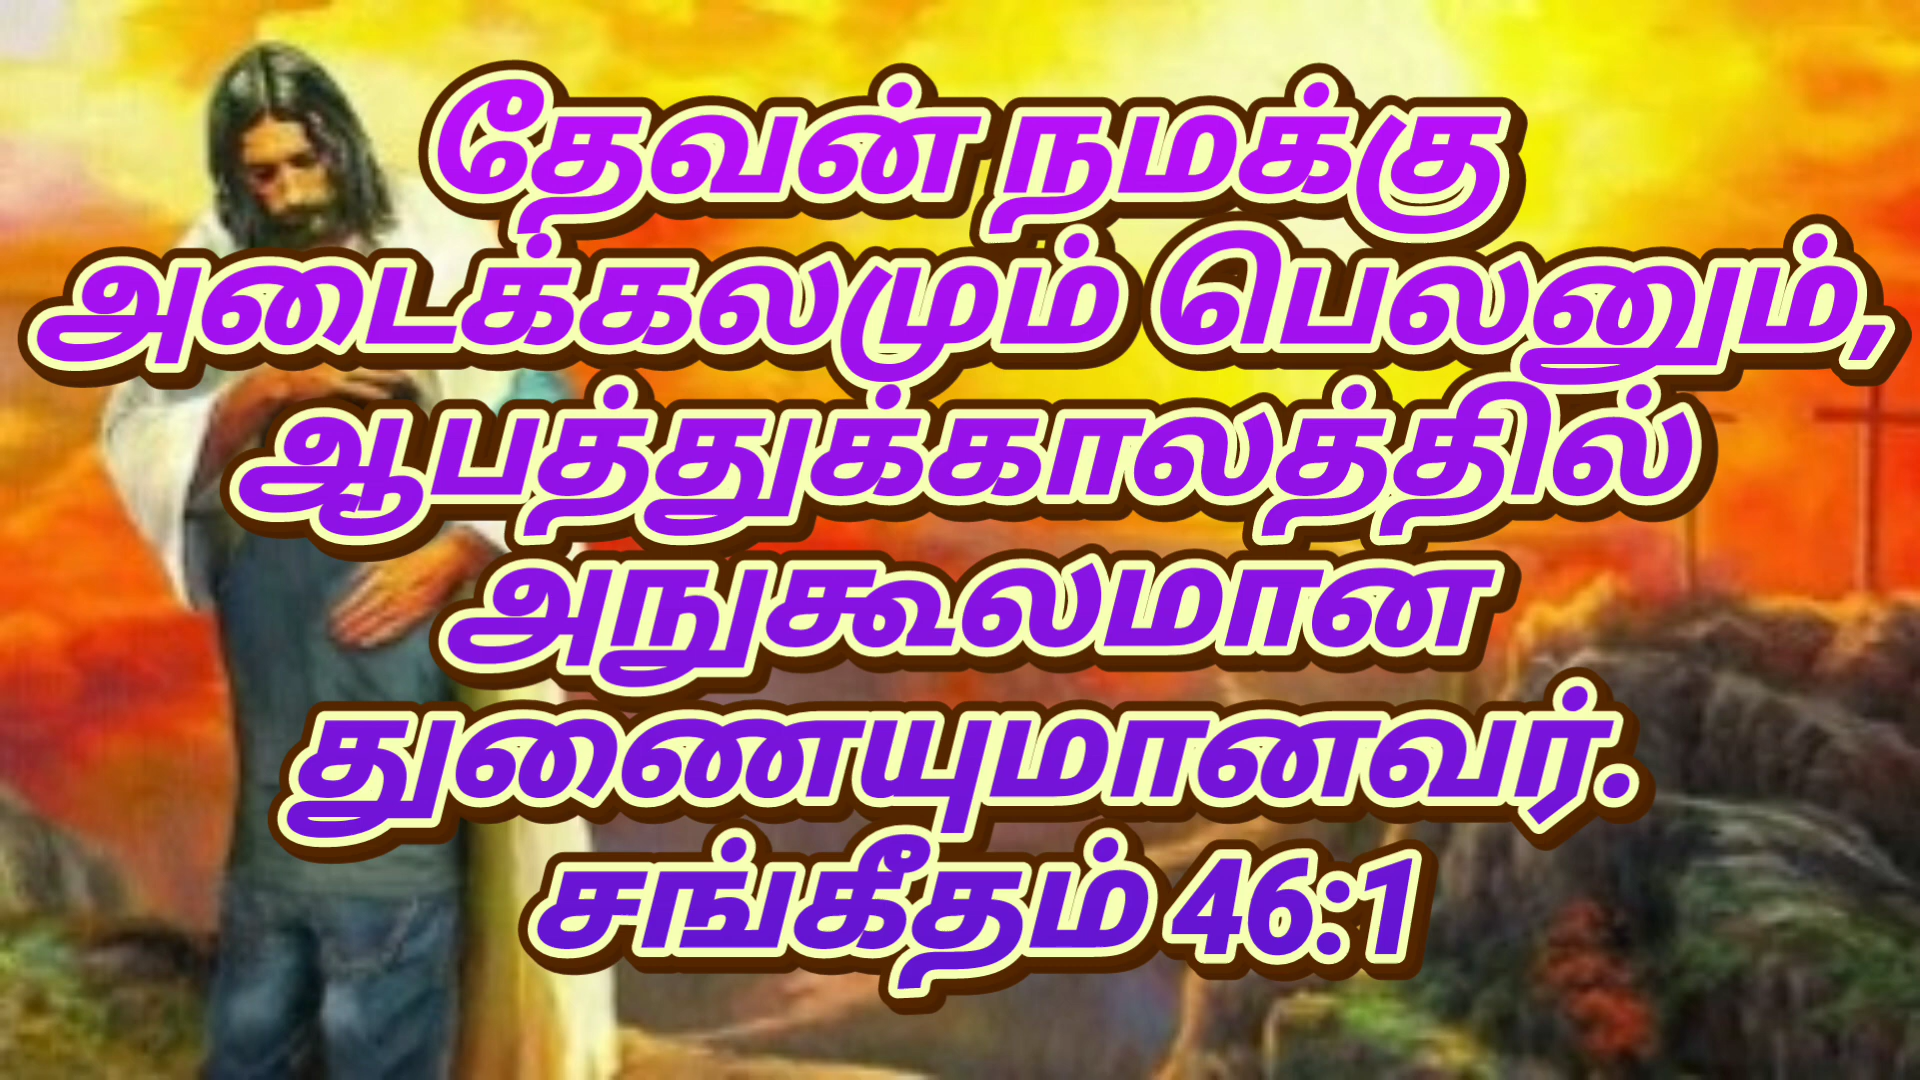 தேவன் நமக்கு
அடைக்கலமும் பெலனும்,
ஆபத்துக்காலத்தில்
அநுகூலமான
துணையுமானவர்.
சங்கீதம் 46:1